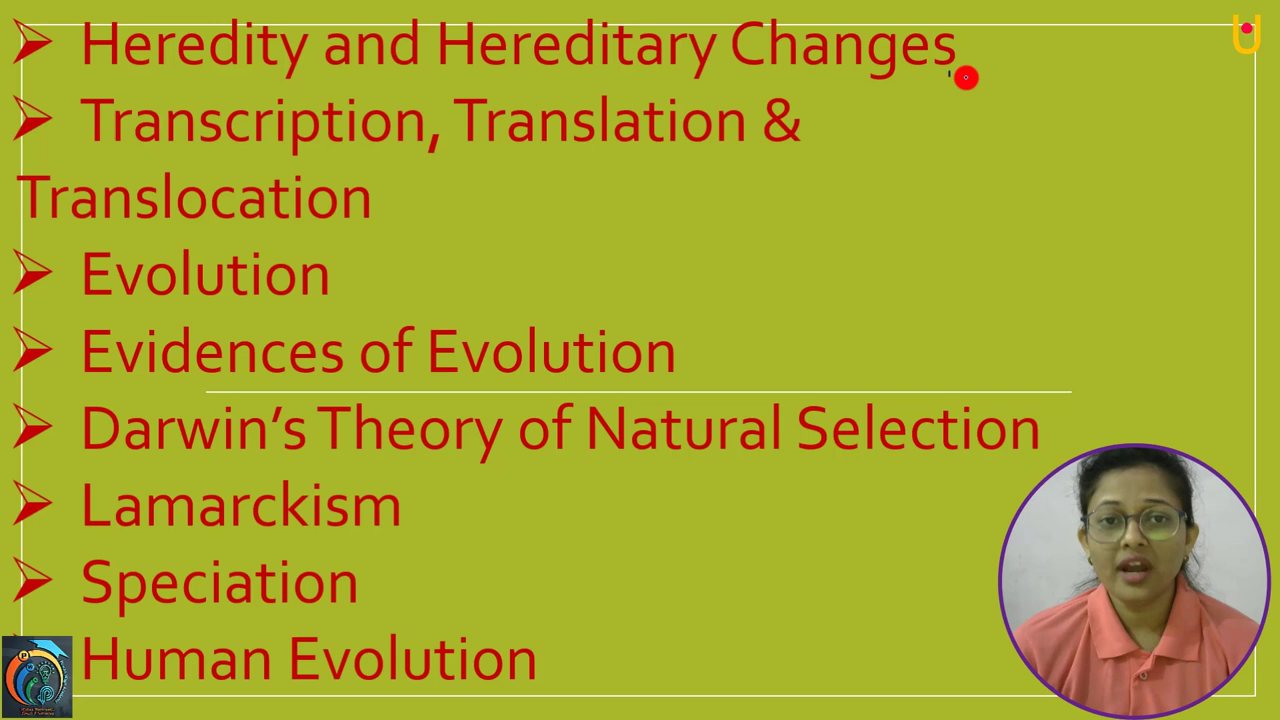 Heredity and Hereditary Changes
Transcription, Translation &
Translocation
Evolution
Evidences of Evolution
Darwin’s Theory of Natural Selection
Lamarckism
Speciation
Human Evolution